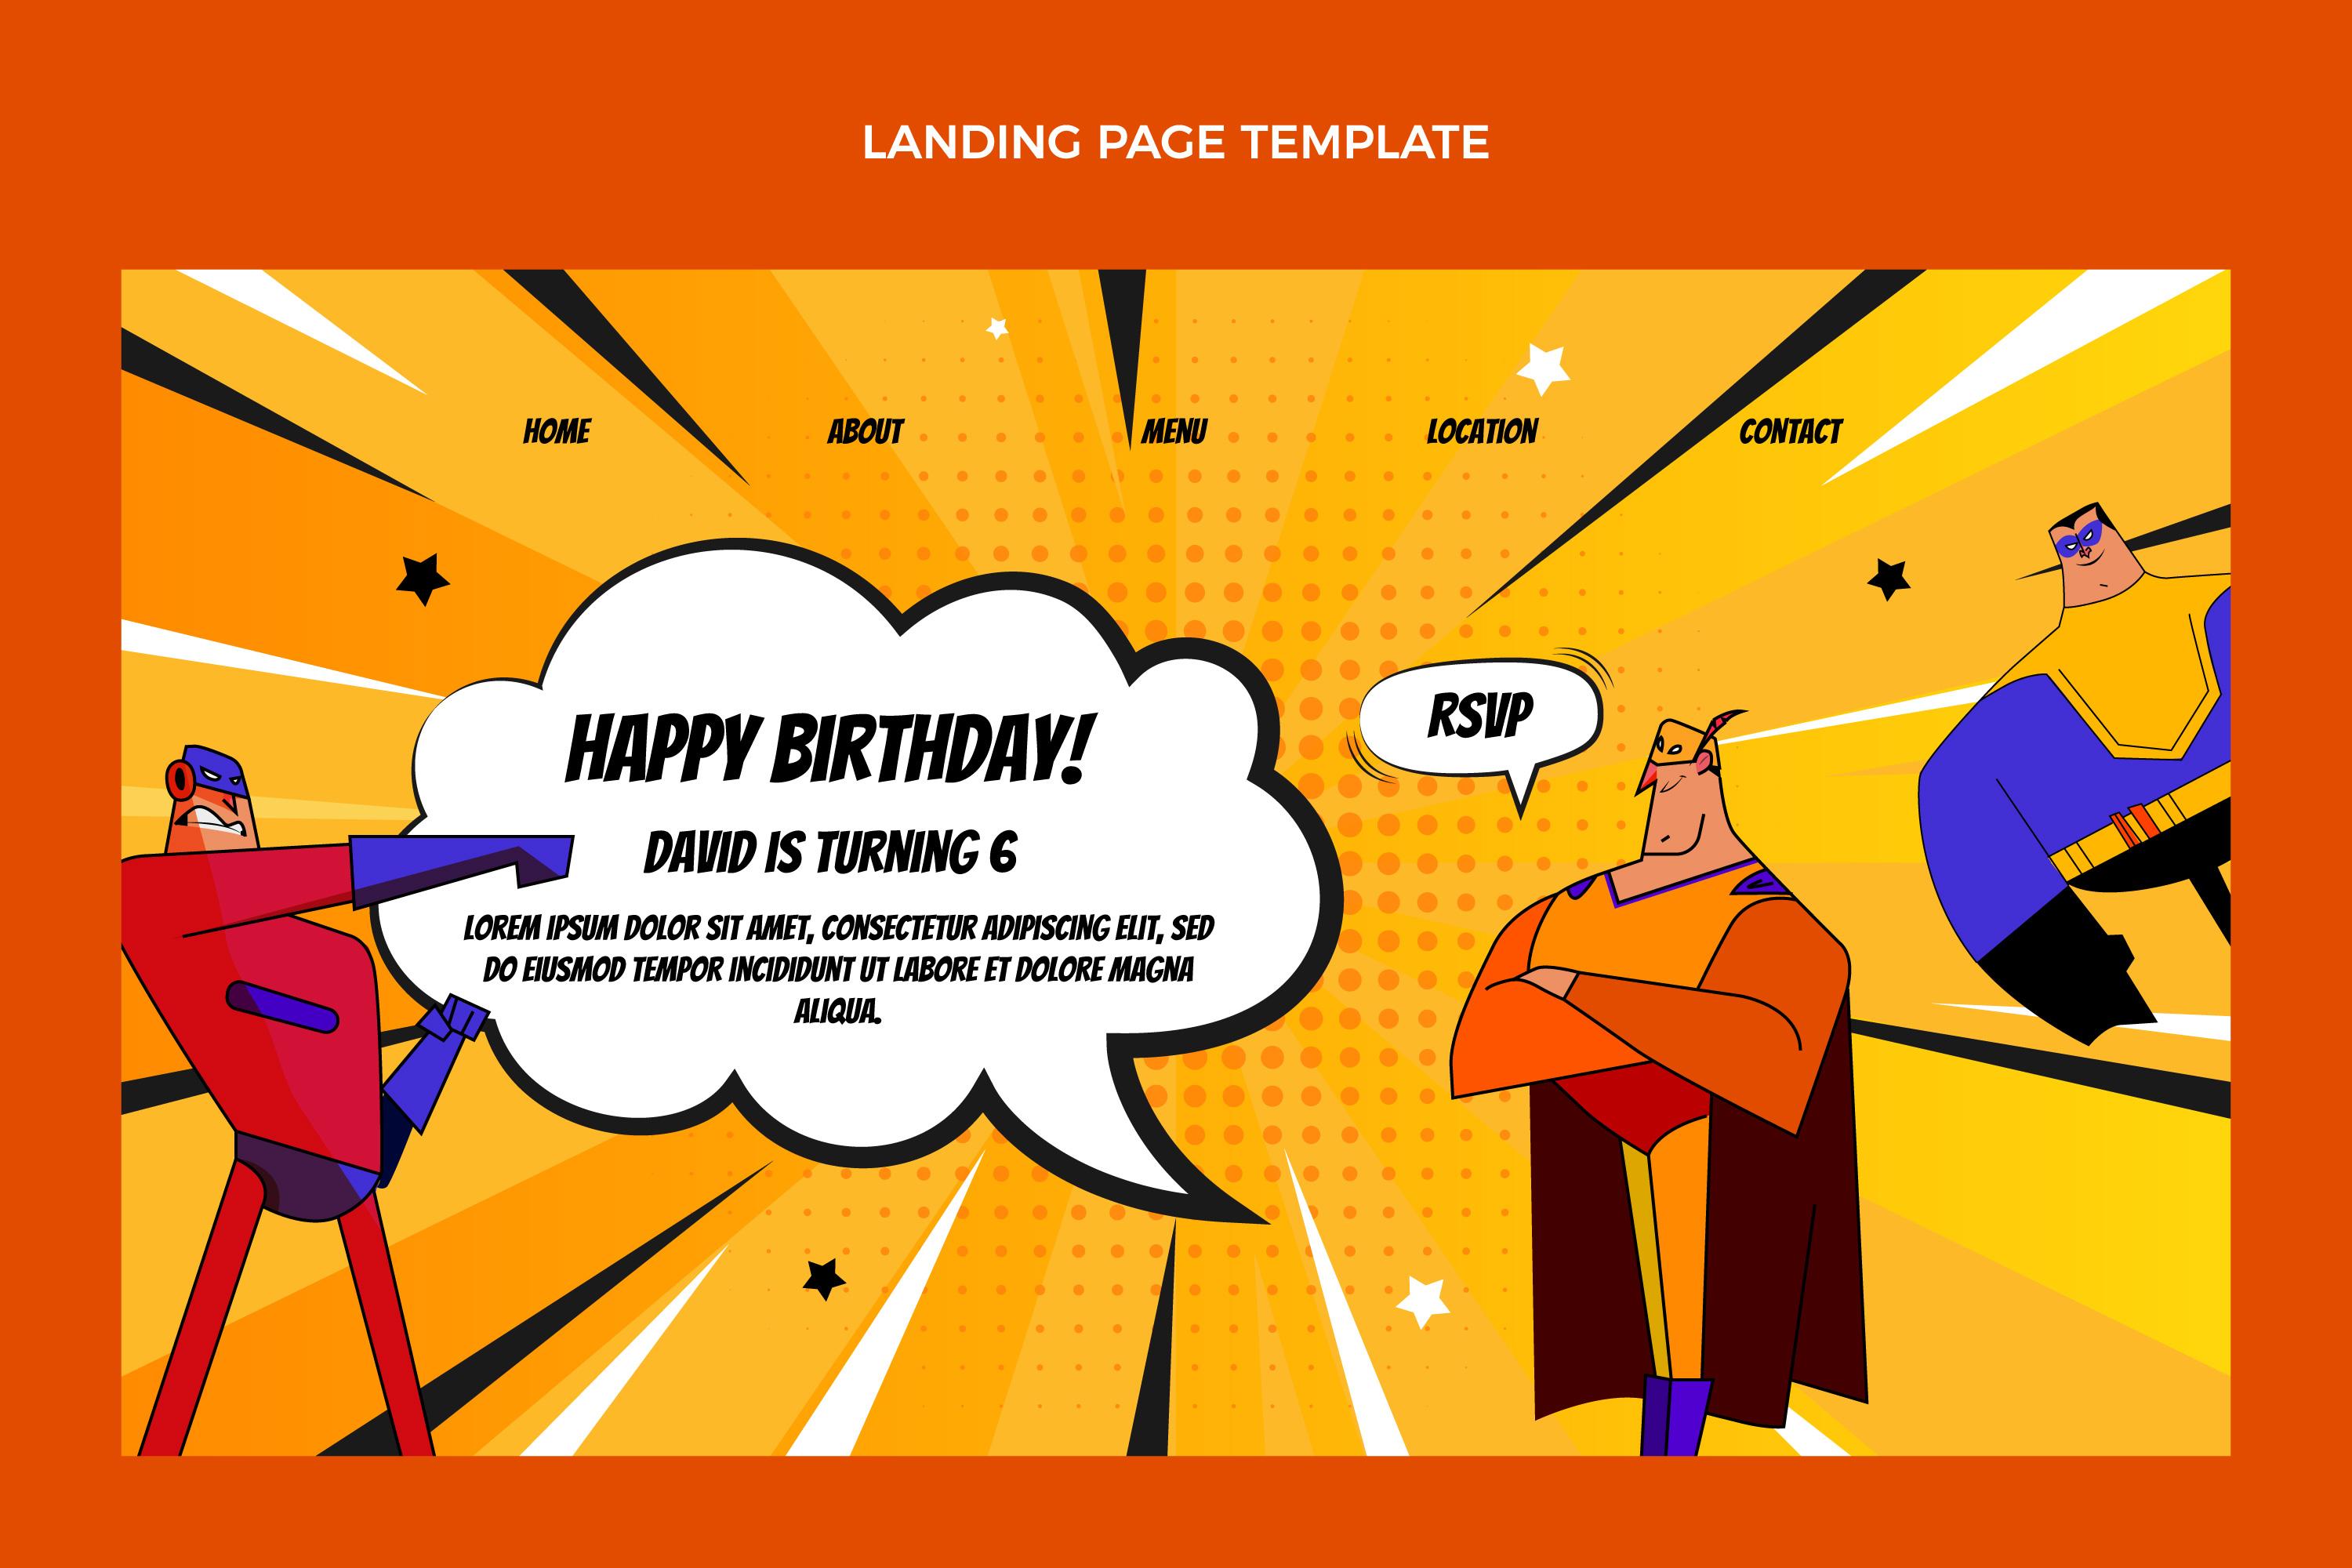 LANDING PAGE TEMPLATE
HOME ABOUT MENU LOCATION CONTACT
HAPPY BIRTHDAY!
DAVID IS TURNING 6
LOREM IPSUM DOLOR SIT AMET, CONSECTETUR ADIPISCING ELIT, SED
DO EIUSMOD TEMPOR INCIDIDUNT UT LABORE ET DOLORE MAGNA
ALIQUA.
RSVP